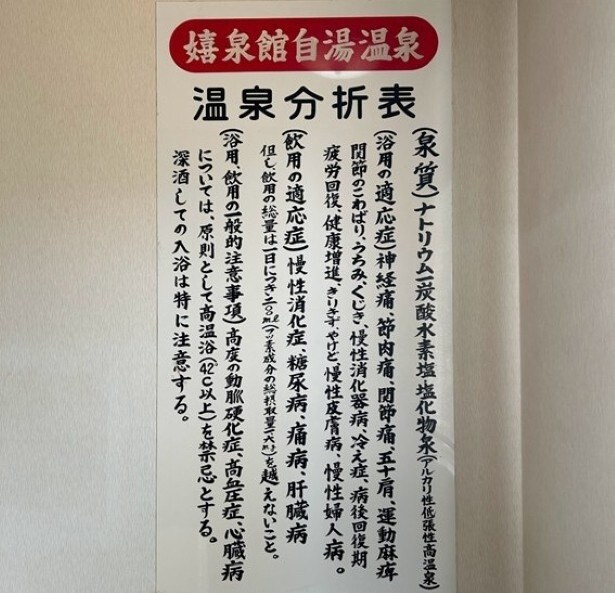 嬉泉館自湯温泉
温泉分折表
（泉質）ナトリウム一炭酸水素塩塩化物泉（アルカリ性低張性高温泉）
（浴用の適応症）神経痛、節肉痛、関節痛、五十肩、運動麻痺
関節のこわばり、うちみ、くじき、慢性消化器病、冷え症、病後回復期
疲労回復、健康増進、きりきず、やけど、慢性皮膚病、慢性婦人病。
（飲用の適応症）慢性消化症、糖尿病、痛病、肝臓病
但し、飲用の総量は一日につき二〇〇mℓ（フッ素成分の総摂取量）を越えないこと。
（浴用、飲用の一般的注意事項）高度の動脈硬化症、高血圧症、心臓病
については、原則として高温浴（42℃以上）を禁忌とする。
深酒しての入浴は特に注意する。